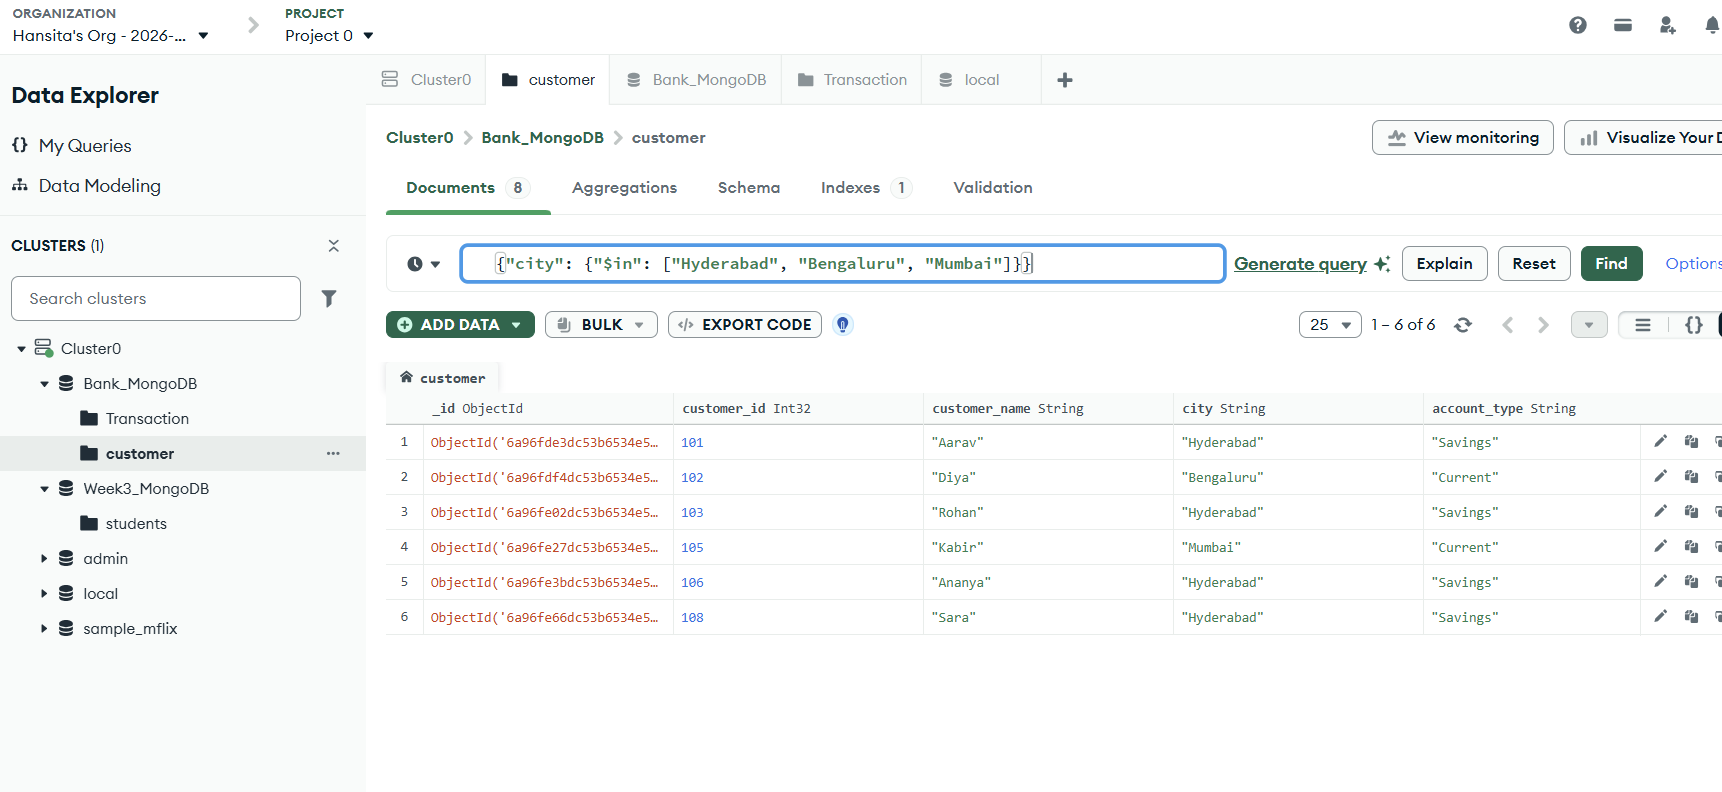 ORGANIZATION
Hansita's Org - 2026-...
PROJECT
Project 0
Data Explorer
My Queries
Data Modeling
CLUSTERS (1)
Search clusters
Cluster0
Bank_MongoDB
Transaction
customer
Week3_MongoDB
students
admin
local
sample_mflix
Cluster0
customer
Bank_MongoDB
Transaction
local
Cluster0 > Bank_MongoDB > customer
View monitoring
Visualize Your D
Documents 8
Aggregations
Schema
Indexes 1
Validation
{"city": {"$in": ["Hyderabad", "Bengaluru", "Mumbai"]}}
Generate query
Explain
Reset
Find
Options
ADD DATA
BULK
EXPORT CODE
25
1 – 6 of 6
customer
_id ObjectId customer_id Int32 customer_name String city String account_type String
1 ObjectId('6a96fde3dc53b6534e5… 101 "Aarav" "Hyderabad" "Savings"
2 ObjectId('6a96fdf4dc53b6534e5… 102 "Diya" "Bengaluru" "Current"
3 ObjectId('6a96fe02dc53b6534e5… 103 "Rohan" "Hyderabad" "Savings"
4 ObjectId('6a96fe27dc53b6534e5… 105 "Kabir" "Mumbai" "Current"
5 ObjectId('6a96fe3bdc53b6534e5… 106 "Ananya" "Hyderabad" "Savings"
6 ObjectId('6a96fe66dc53b6534e5… 108 "Sara" "Hyderabad" "Savings"